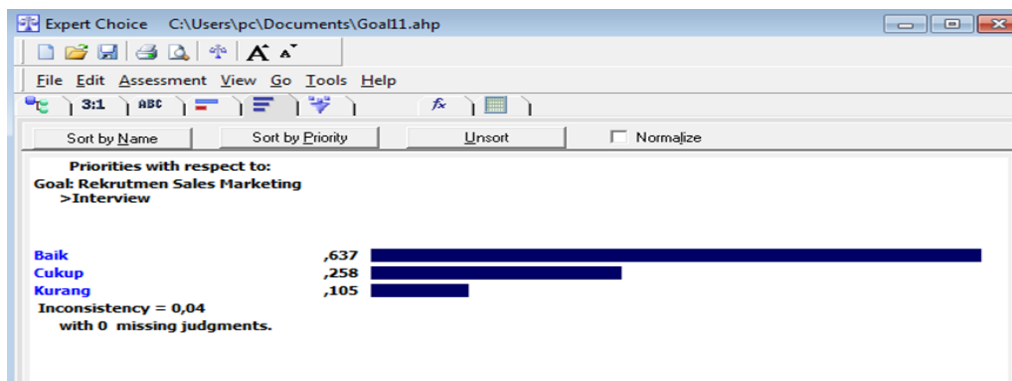 Expert Choice C:\Users\pc\Documents\Goal11.ahp
A A
File Edit Assessment View Go Tools Help
3:1 ABC fx
Sort by Name Sort by Priority Unsort Normalize
Priorities with respect to:
Goal: Rekrutmen Sales Marketing
>Interview
Baik ,637
Cukup ,258
Kurang ,105
Inconsistency = 0,04
with 0 missing judgments.